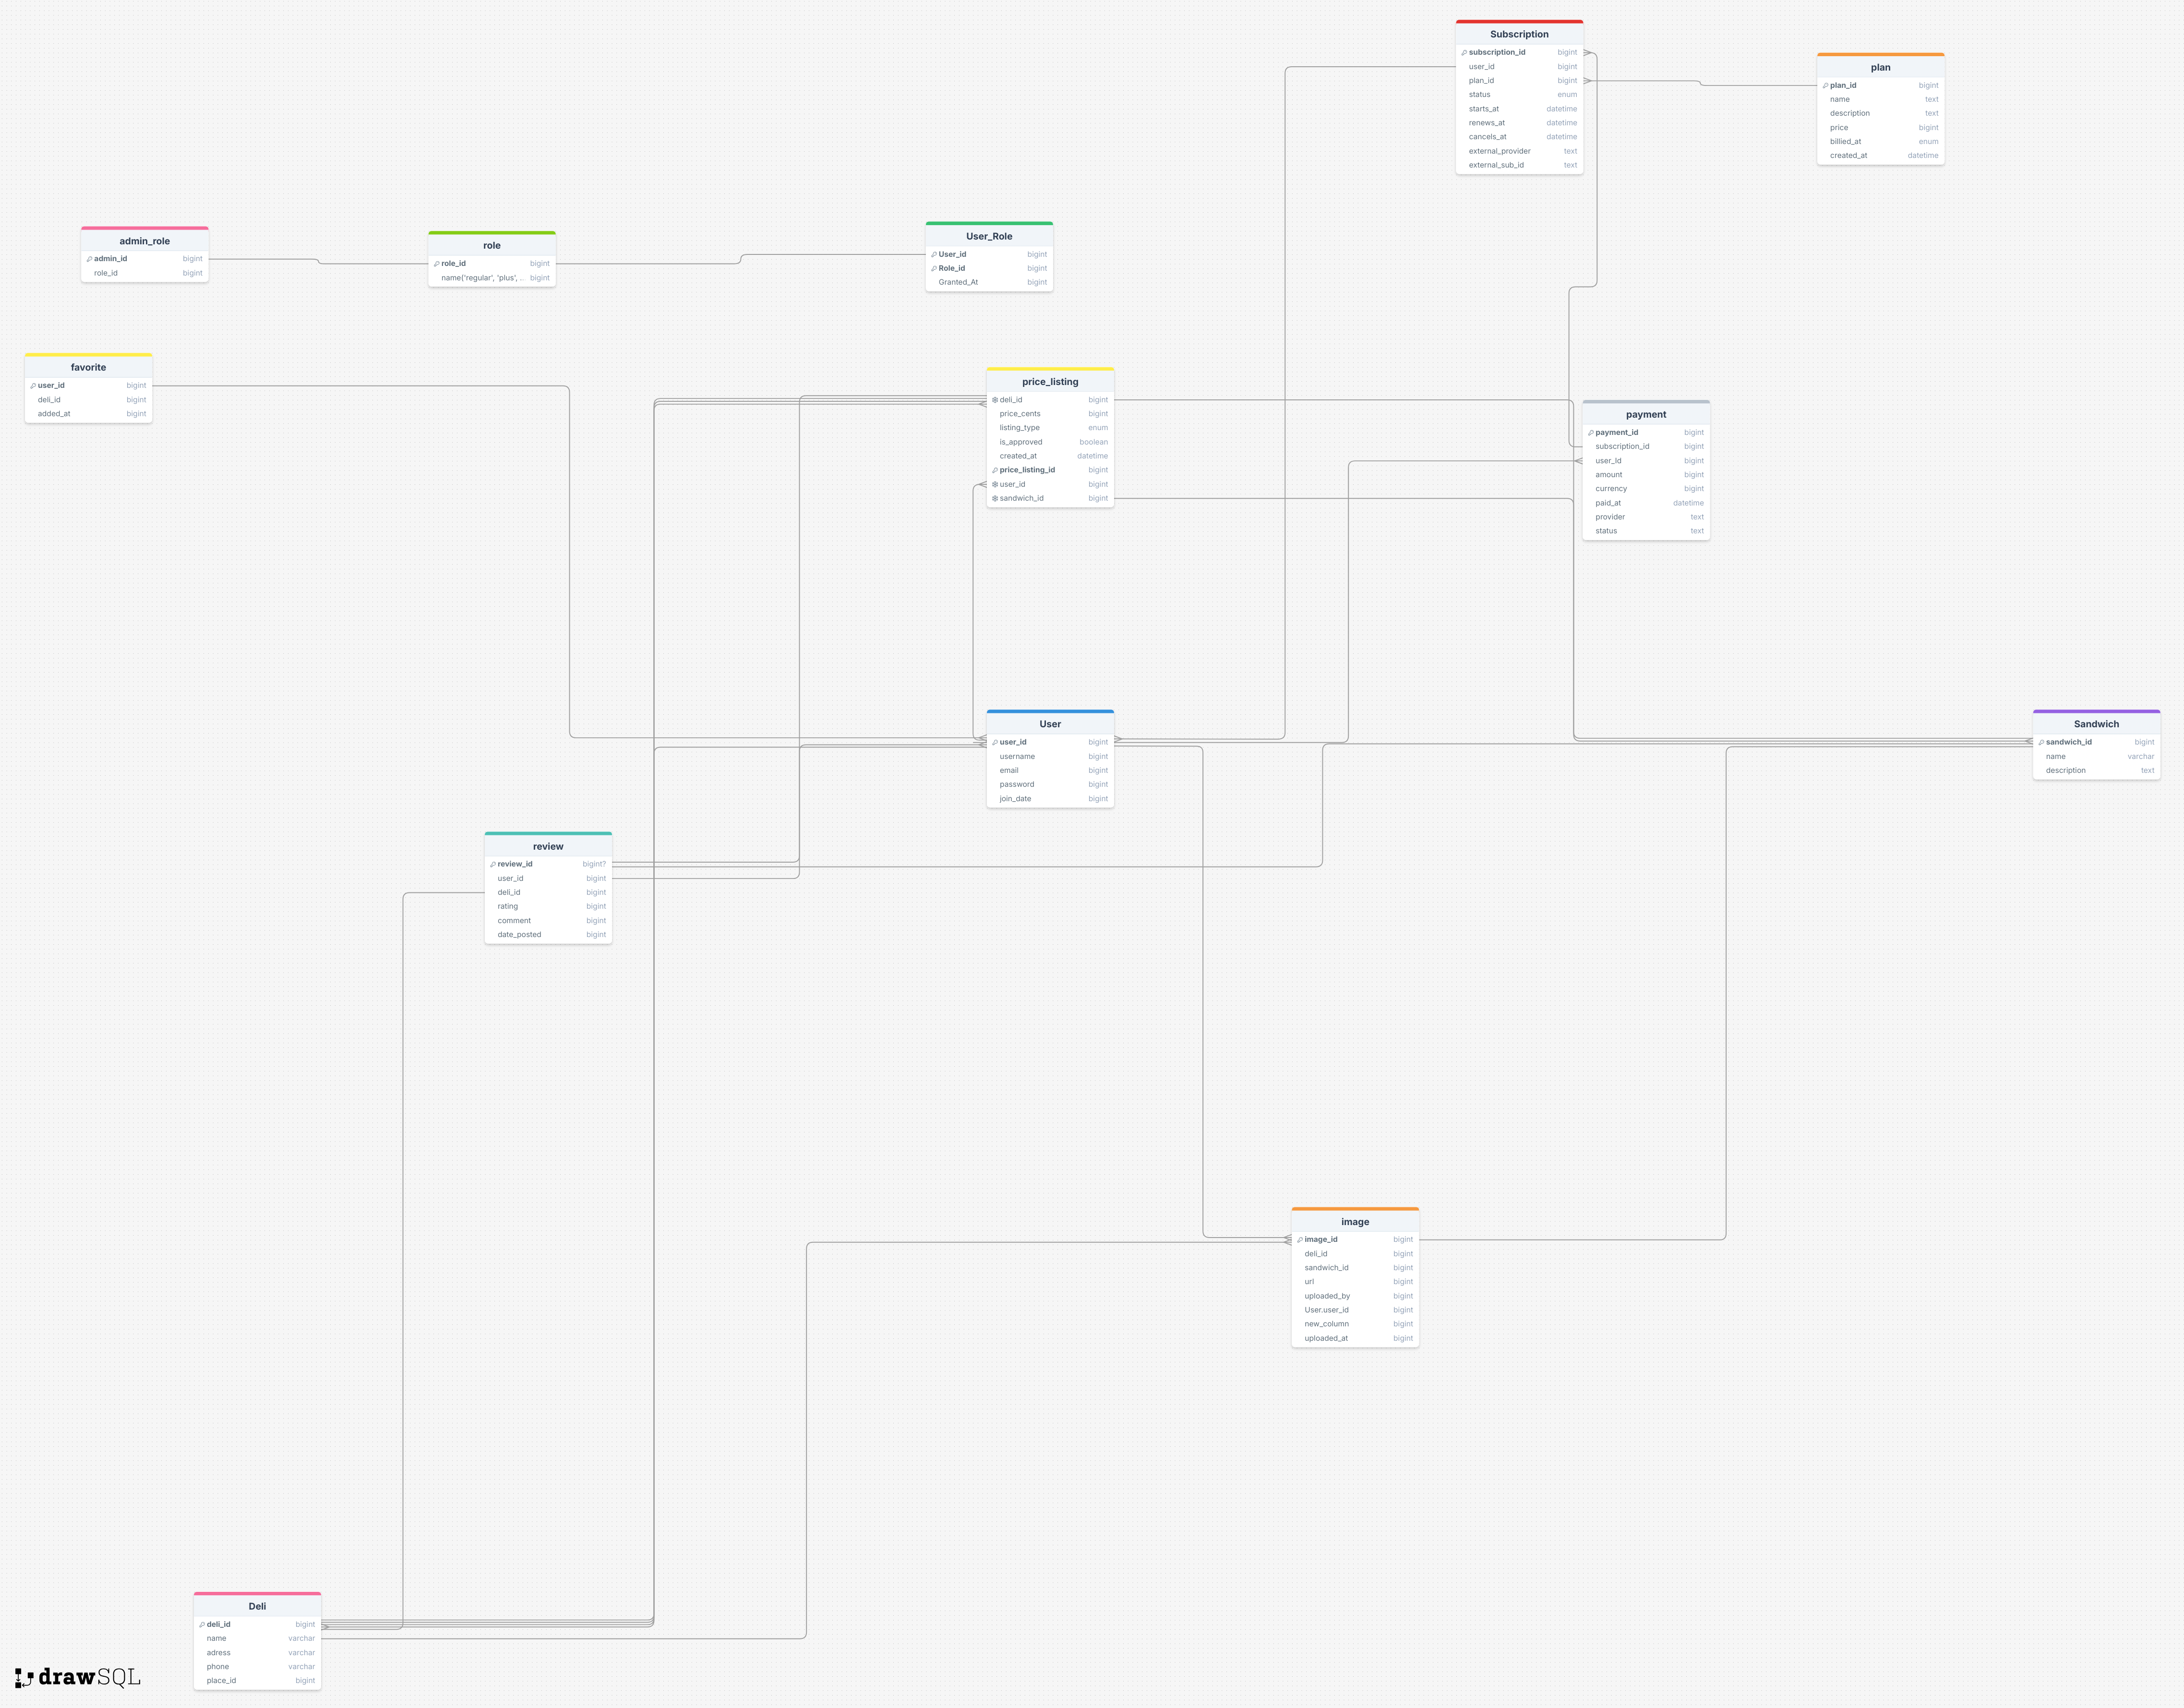 Subscription
subscription_id bigint
user_id bigint
plan_id bigint
status enum
starts_at datetime
renews_at datetime
cancels_at datetime
external_provider text
external_sub_id text
plan
plan_id bigint
name text
description text
price bigint
billied_at enum
created_at datetime
admin_role
admin_id bigint
role_id bigint
role
role_id bigint
name('regular', 'plus', .. bigint
User_Role
User_id bigint
Role_id bigint
Granted_At bigint
favorite
user_id bigint
deli_id bigint
added_at bigint
price_listing
deli_id bigint
price_cents bigint
listing_type enum
is_approved boolean
created_at datetime
price_listing_id bigint
user_id bigint
sandwich_id bigint
payment
payment_id bigint
subscription_id bigint
user_Id bigint
amount bigint
currency bigint
paid_at datetime
provider text
status text
User
user_id bigint
username bigint
email bigint
password bigint
join_date bigint
Sandwich
sandwich_id bigint
name varchar
description text
review
review_id bigint?
user_id bigint
deli_id bigint
rating bigint
comment bigint
date_posted bigint
image
image_id bigint
deli_id bigint
sandwich_id bigint
url bigint
uploaded_by bigint
User.user_id bigint
new_column bigint
uploaded_at bigint
Deli
deli_id bigint
name varchar
adress varchar
phone varchar
place_id bigint
drawSQL